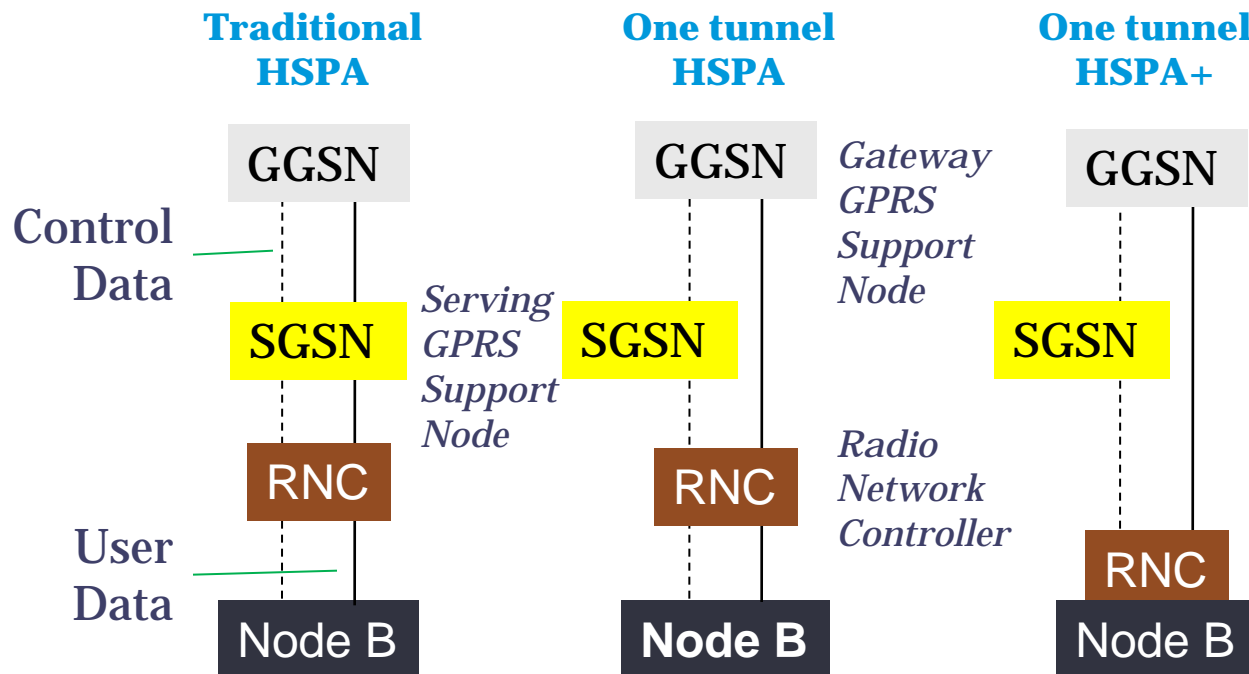 Traditional
HSPA
One tunnel
HSPA
One tunnel
HSPA+
GGSN
GGSN
Gateway
GPRS
Support
Node
GGSN
Control
Data
SGSN
Serving
GPRS
Support
Node
SGSN
SGSN
RNC
RNC
Radio
Network
Controller
RNC
User
Data
Node B
Node B
Node B